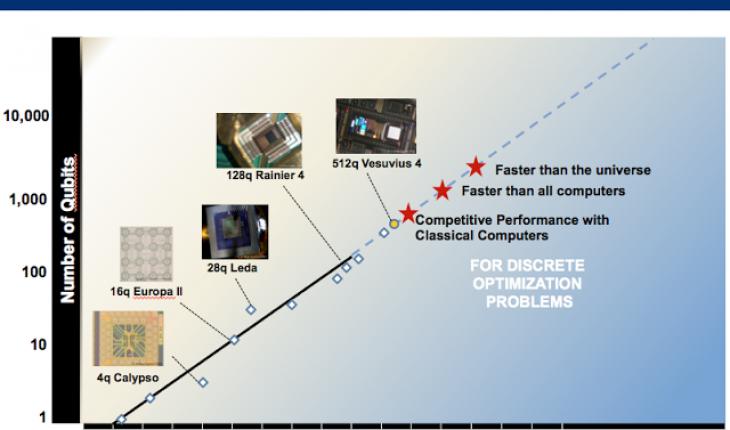 10,000
1,000
100
10
1
Number of Qubits
4q Calypso
16q Europa II
28q Leda
128q Rainier 4
512q Vesuvius 4
Faster than the universe
Faster than all computers
Competitive Performance with
Classical Computers
FOR DISCRETE
OPTIMIZATION
PROBLEMS